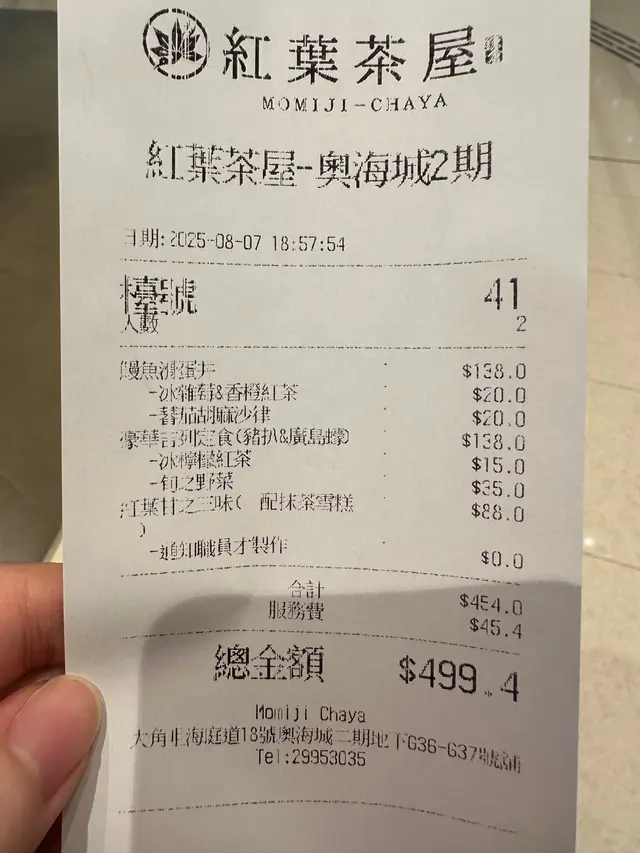 紅葉茶屋
MOMIJI-CHAYA
紅葉茶屋-奧海城2期
日期:2025-08-07 18:57:54
檯號 41
人數 2
鰻魚滑蛋丼 $138.0
-冰雜莓&香橙紅茶 $20.0
-蕃茄胡麻沙律 $20.0
豪華吉列定食(豬扒&廣島蠔) $138.0
-冰檸檬紅茶 $15.0
-旬之野菜 $35.0
紅葉甘之三味( 配抹茶雪糕 $88.0
)
-通知職員才製作 $0.0
合計 $454.0
服務費 $45.4
總金額 $499.4
Momiji Chaya
大角咀海庭道18號奧海城二期地下G36-G37號舖
Tel:29953035